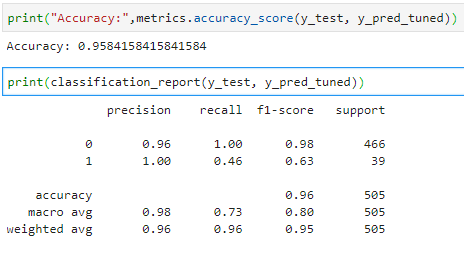 print("Accuracy:",metrics.accuracy_score(y_test, y_pred_tuned))
Accuracy: 0.9584158415841584
print(classification_report(y_test, y_pred_tuned))
precision recall f1-score support
0 0.96 1.00 0.98 466
1 1.00 0.46 0.63 39
accuracy 0.96 505
macro avg 0.98 0.73 0.80 505
weighted avg 0.96 0.96 0.95 505